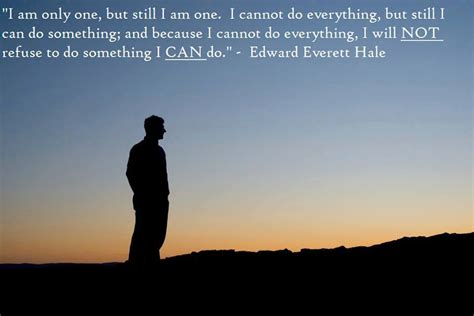 "I am only one, but still I am one.  I cannot do everything, but still I
can do something; and because I cannot do everything, I will NOT
refuse to do something I CAN do." -  Edward Everett Hale